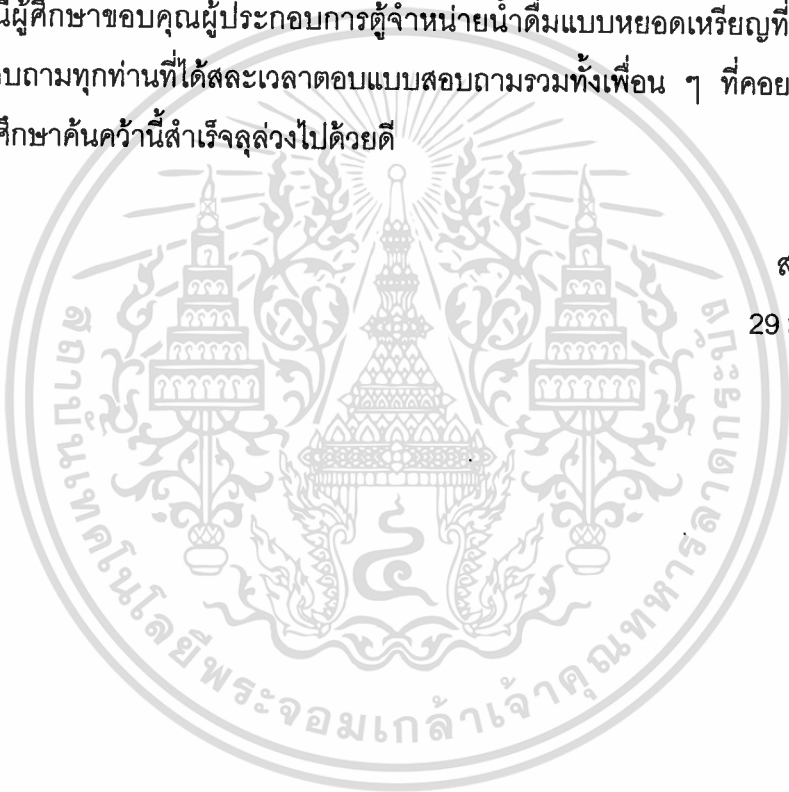 นี้ผู้ศึกษาขอบคุณผู้ประกอบการตู้จำหน่ายน้ำดื่มแบบหยอดเหรียญที่
บถามทุกท่านที่ได้สละเวลาตอบแบบสอบถามรวมทั้งเพื่อน ๆ ที่คอย
ศึกษาค้นคว้านี้สำเร็จลุล่วงไปด้วยดี
ส
29
สถาบันเทคโนโลยีพระจอมเกล้าเจ้าคุณทหารลาดกระบัง
๔